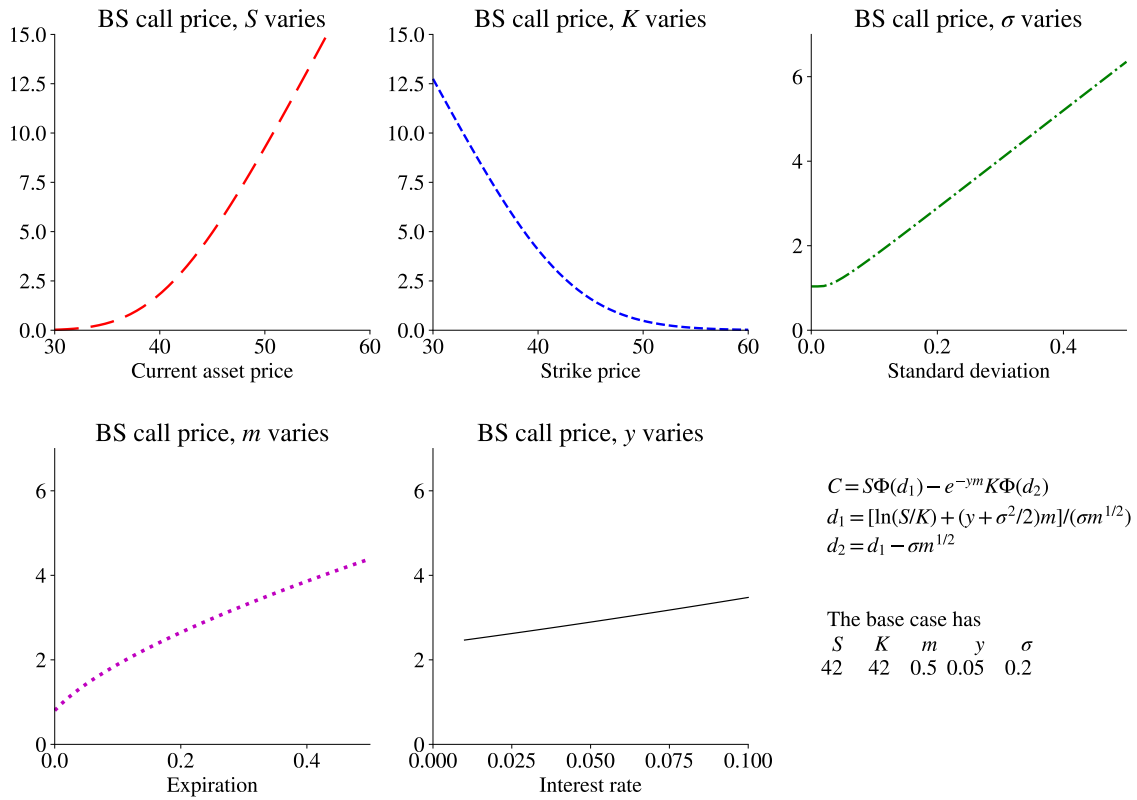 BS call price, S varies
15.0
12.5
10.0
7.5
5.0
2.5
0.0
30
40
50
60
Current asset price
BS call price, K varies
15.0
12.5
10.0
7.5
5.0
2.5
0.0
30
40
50
60
Strike price
BS call price, σ varies
6
4
2
0
0.0
0.2
0.4
Standard deviation
BS call price, m varies
6
4
2
0
0.0
0.2
0.4
Expiration
BS call price, y varies
6
4
2
0
0.000
0.025
0.050
0.075
0.100
Interest rate
C = SΦ(d₁) − e^{−ym}KΦ(d₂)
d₁ = [ln(S/K) + (y + σ²/2)m]/(σm^{1/2})
d₂ = d₁ − σm^{1/2}
The base case has
S K m y σ
42 42 0.5 0.05 0.2